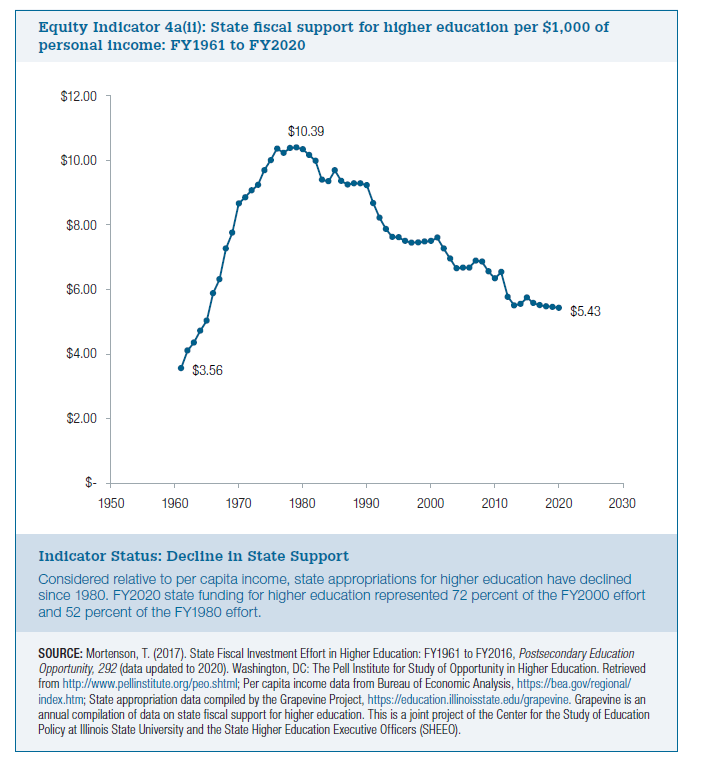 Equity Indicator 4a(ii): State fiscal support for higher education per $1,000 of
personal income: FY1961 to FY2020
$12.00
$10.39
$10.00
$8.00
$6.00
$5.43
$4.00
$3.56
$2.00
$-
1950 1960 1970 1980 1990 2000 2010 2020 2030
Indicator Status: Decline in State Support
Considered relative to per capita income, state appropriations for higher education have declined
since 1980. FY2020 state funding for higher education represented 72 percent of the FY2000 effort
and 52 percent of the FY1980 effort.
SOURCE: Mortenson, T. (2017). State Fiscal Investment Effort in Higher Education: FY1961 to FY2016, Postsecondary Education
Opportunity, 292 (data updated to 2020). Washington, DC: The Pell Institute for Study of Opportunity in Higher Education. Retrieved
from http://www.pellinstitute.org/peo.shtml; Per capita income data from Bureau of Economic Analysis, https://bea.gov/regional/
index.htm; State appropriation data compiled by the Grapevine Project, https://education.illinoisstate.edu/grapevine. Grapevine is an
annual compilation of data on state fiscal support for higher education. This is a joint project of the Center for the Study of Education
Policy at Illinois State University and the State Higher Education Executive Officers (SHEEO).